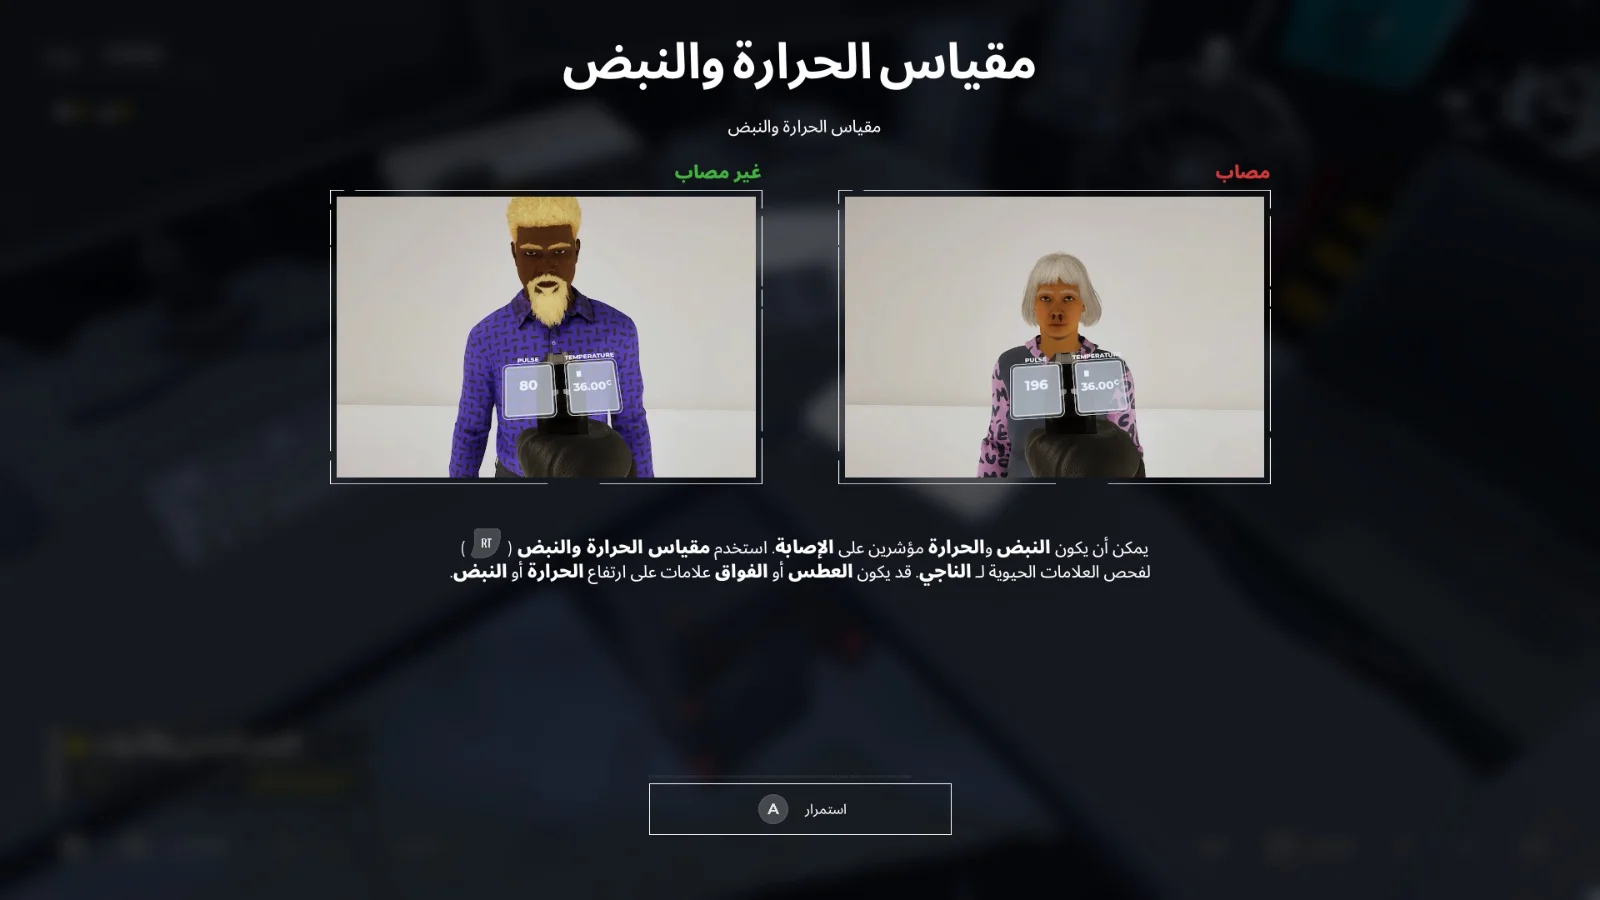 مقياس الحرارة والنبض
مقياس الحرارة والنبض
مصاب
غير مصاب
PULSE
TEMPERATURE
196
36.00°C
PULSE
TEMPERATURE
80
36.00°C
يمكن أن يكون النبض والحرارة مؤشرين على الإصابة. استخدم مقياس الحرارة والنبض ( RT )
لفحص العلامات الحيوية لـ الناجي. قد يكون العطس أو الفواق علامات على ارتفاع الحرارة أو النبض.
استمرار A